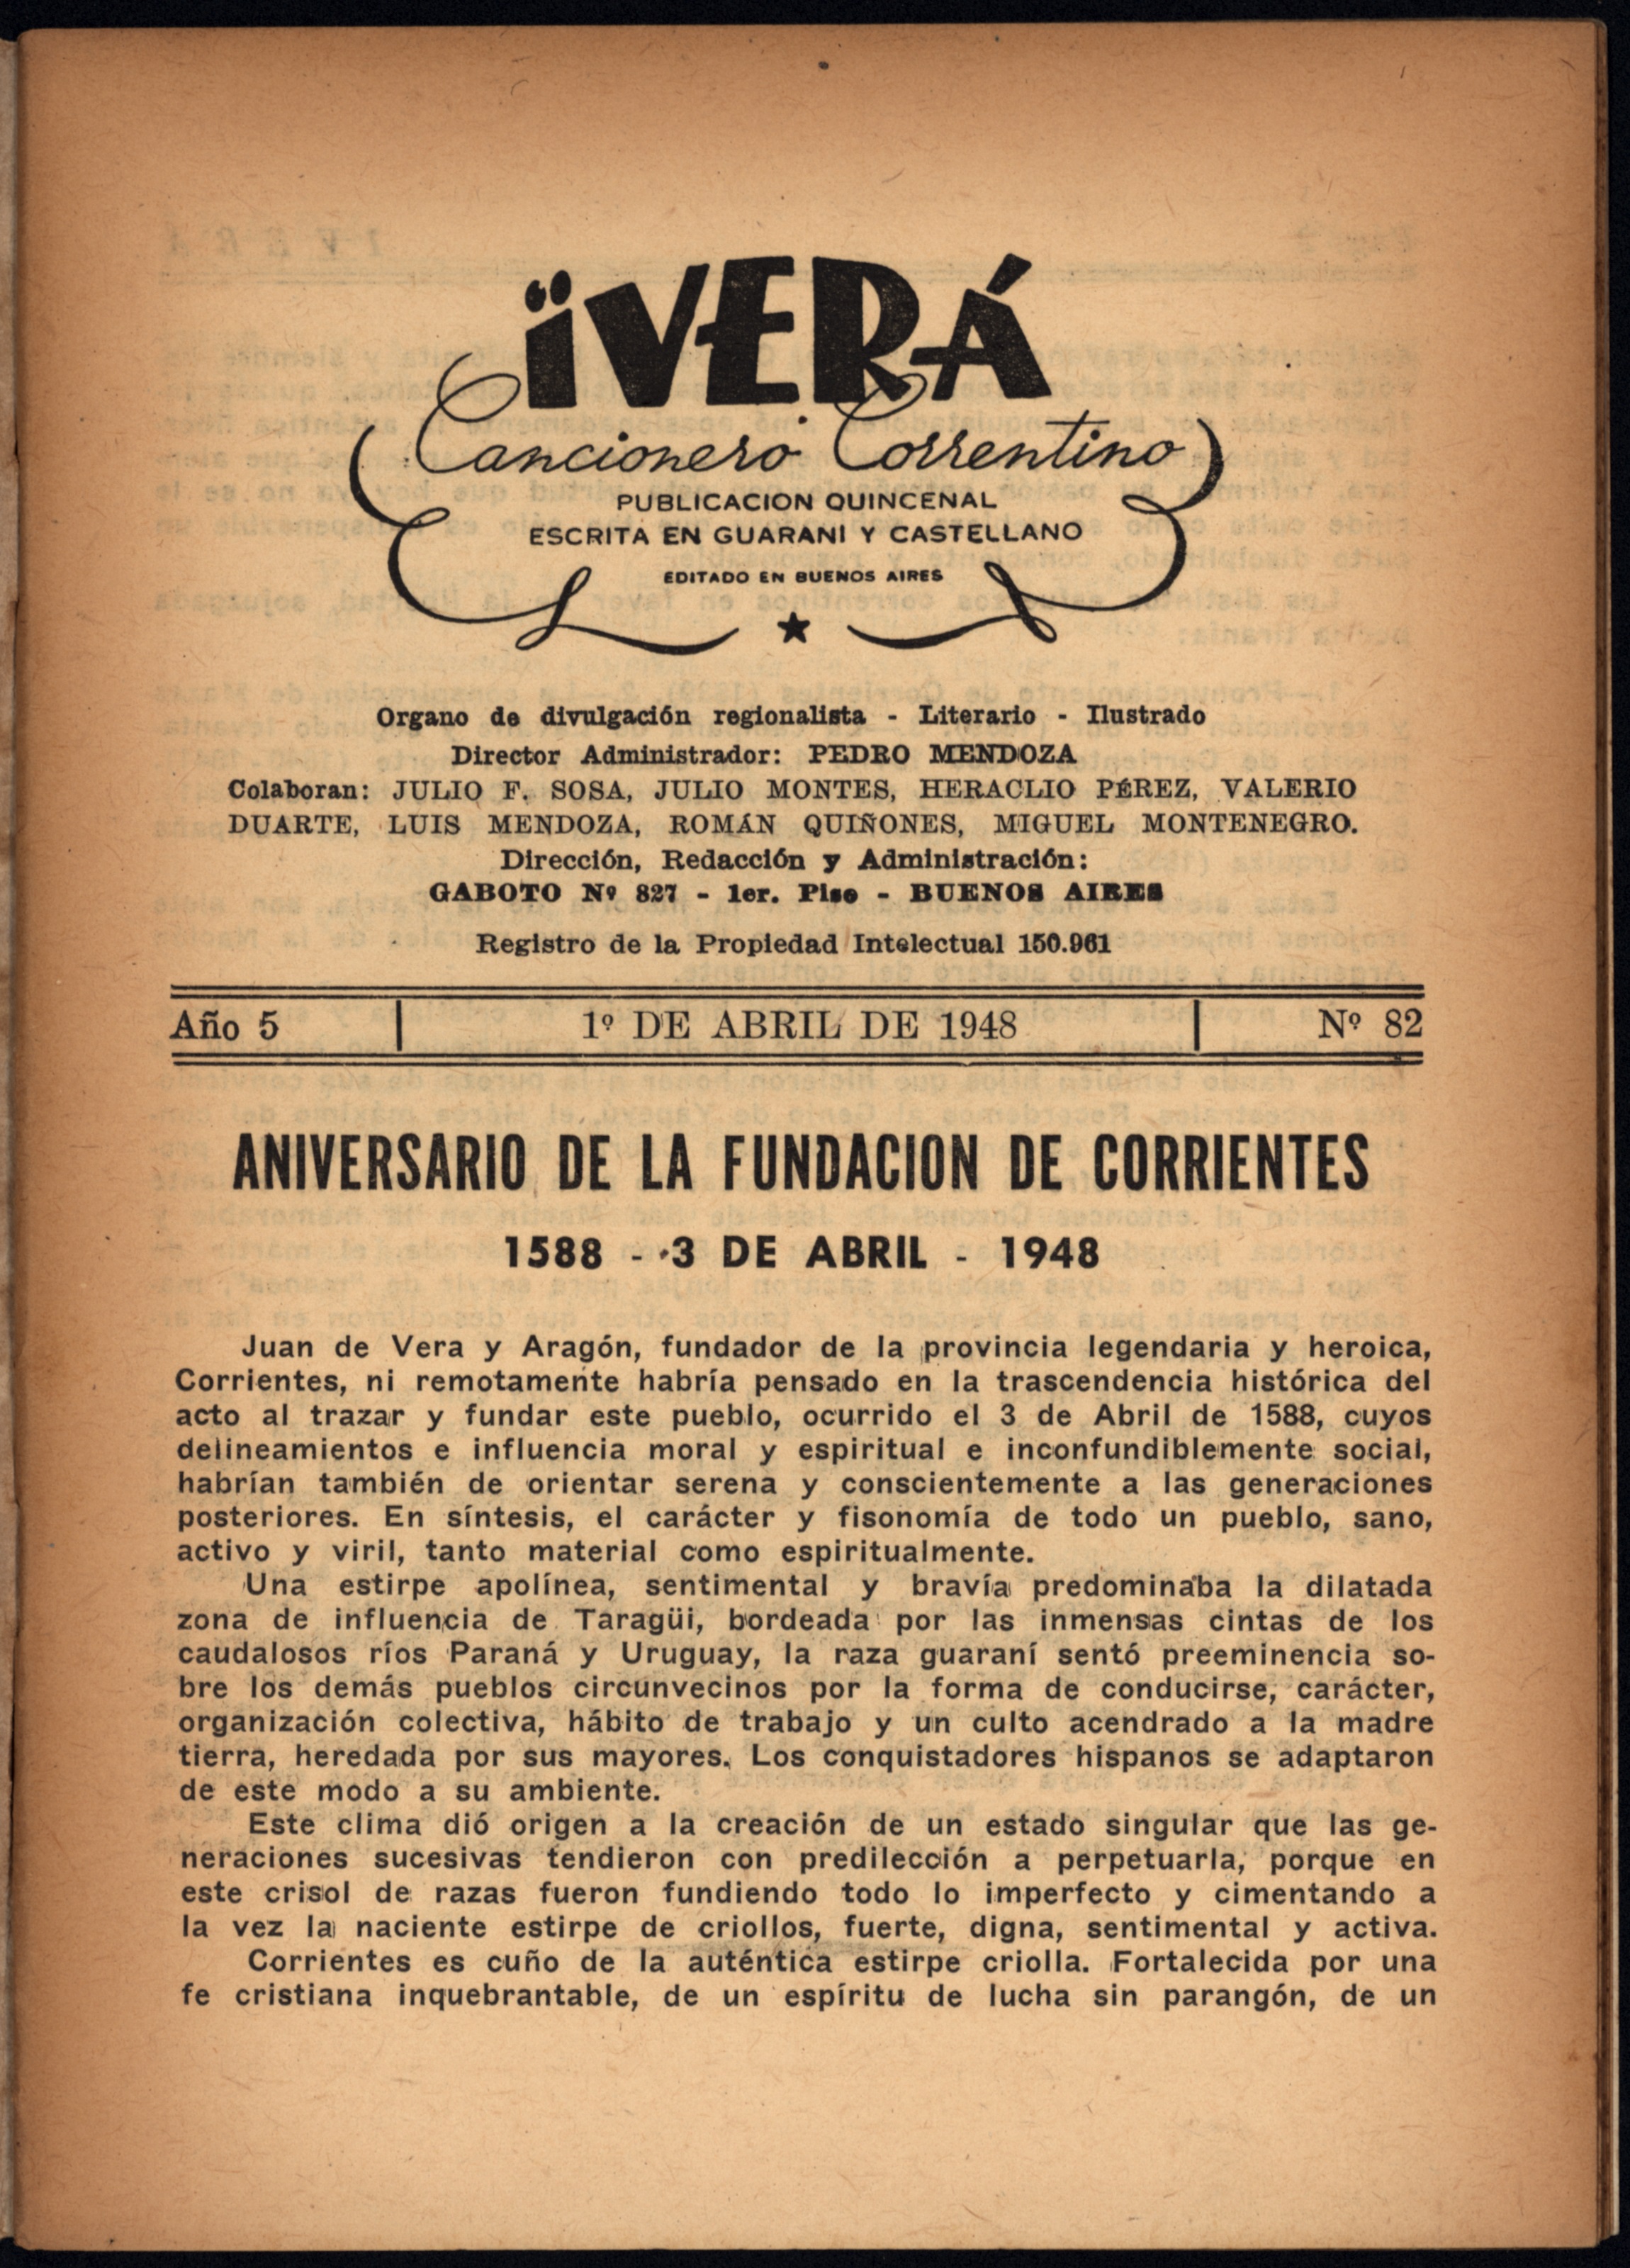 ÏVERÁ
Cancionero Correntino
PUBLICACION QUINCENAL
ESCRITA EN GUARANI Y CASTELLANO
EDITADO EN BUENOS AIRES
Organo de divulgación regionalista - Literario - Ilustrado
Director Administrador: PEDRO MENDOZA
Colaboran: JULIO F. SOSA, JULIO MONTES, HERACLIO PÉREZ, VALERIO
DUARTE, LUIS MENDOZA, ROMÁN QUIÑONES, MIGUEL MONTENEGRO.
Dirección, Redacción y Administración:
GABOTO Nº 827 - 1er. Piso - BUENOS AIRES
Registro de la Propiedad Intelectual 150.961
Año 5 | 1º DE ABRIL DE 1948 | Nº 82
ANIVERSARIO DE LA FUNDACION DE CORRIENTES
1588 - 3 DE ABRIL - 1948
Juan de Vera y Aragón, fundador de la provincia legendaria y heroica,
Corrientes, ni remotamente habría pensado en la trascendencia histórica del
acto al trazar y fundar este pueblo, ocurrido el 3 de Abril de 1588, cuyos
delineamientos e influencia moral y espiritual e inconfundiblemente social,
habrían también de orientar serena y conscientemente a las generaciones
posteriores. En síntesis, el carácter y fisonomía de todo un pueblo, sano,
activo y viril, tanto material como espiritualmente.
Una estirpe apolínea, sentimental y bravía predominaba la dilatada
zona de influencia de Taragüi, bordeada por las inmensas cintas de los
caudalosos ríos Paraná y Uruguay, la raza guaraní sentó preeminencia so-
bre los demás pueblos circunvecinos por la forma de conducirse, carácter,
organización colectiva, hábito de trabajo y un culto acendrado a la madre
tierra, heredada por sus mayores. Los conquistadores hispanos se adaptaron
de este modo a su ambiente.
Este clima dió origen a la creación de un estado singular que las ge-
neraciones sucesivas tendieron con predilección a perpetuarla, porque en
este crisol de razas fueron fundiendo todo lo imperfecto y cimentando a
la vez la naciente estirpe de criollos, fuerte, digna, sentimental y activa.
Corrientes es cuño de la auténtica estirpe criolla. Fortalecida por una
fe cristiana inquebrantable, de un espíritu de lucha sin parangón, de un